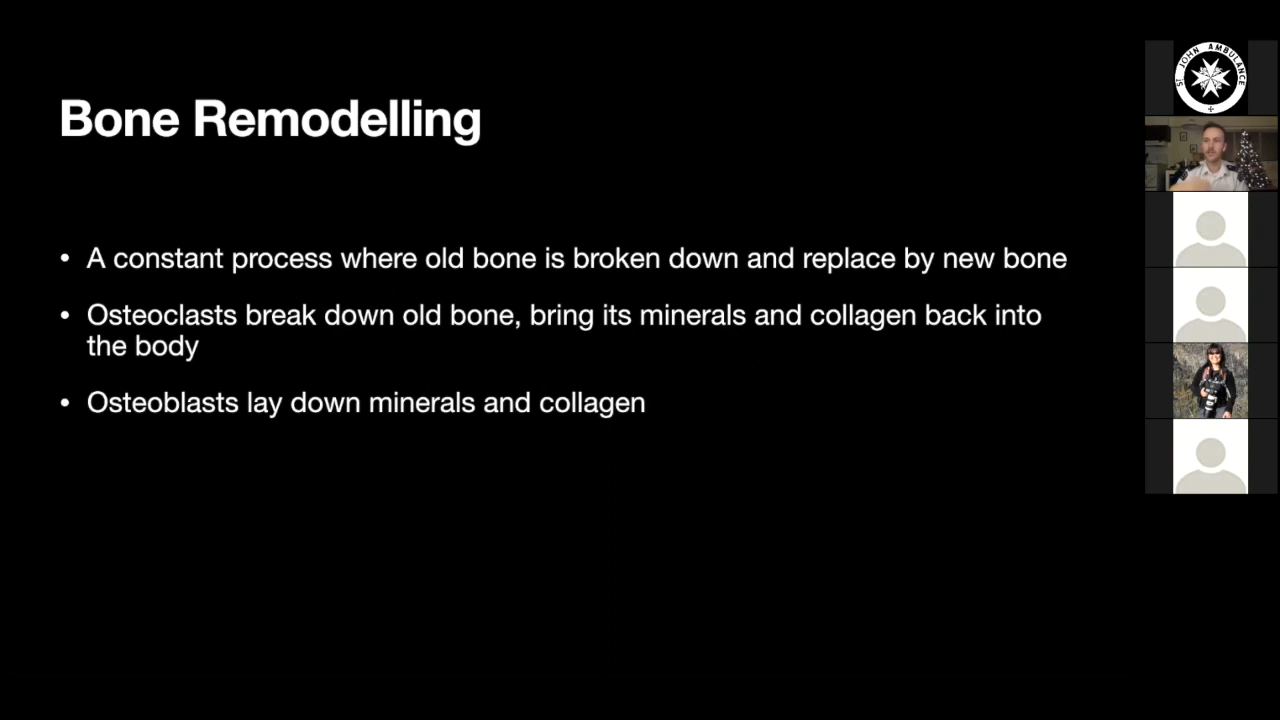 Bone Remodelling
• A constant process where old bone is broken down and replace by new bone
• Osteoclasts break down old bone, bring its minerals and collagen back into
the body
• Osteoblasts lay down minerals and collagen
ST JOHN AMBULANCE